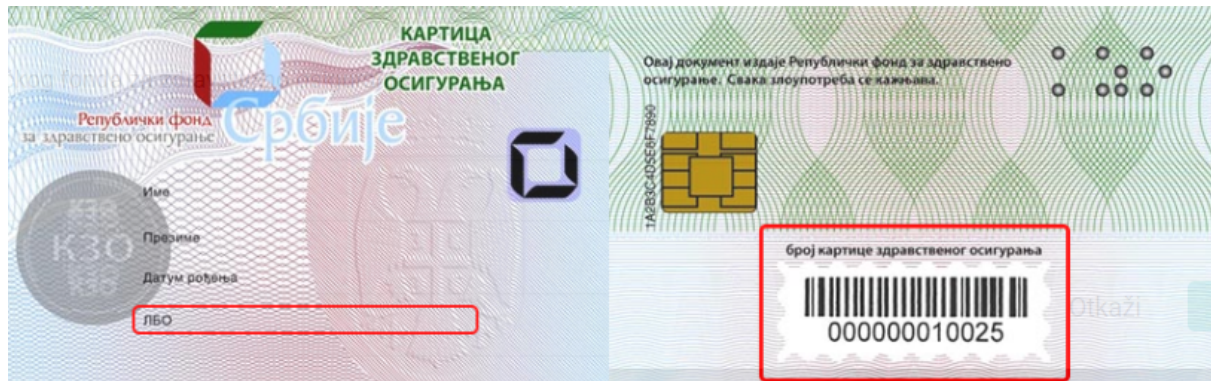 КАРТИЦА
ЗДРАВСТВЕНОГ
ОСИГУРАЊА
Републички фонд
за здравствено осигурање
Србије
КЗО
Име
Презиме
Датум рођења
ЛБО
Овај документ издаје Републички фонд за здравствено
осигурање. Свака злоупотреба се кажњава.
1A2B3C4D5E6F7890
број картице здравственог осигурања
000000010025
Otkaži